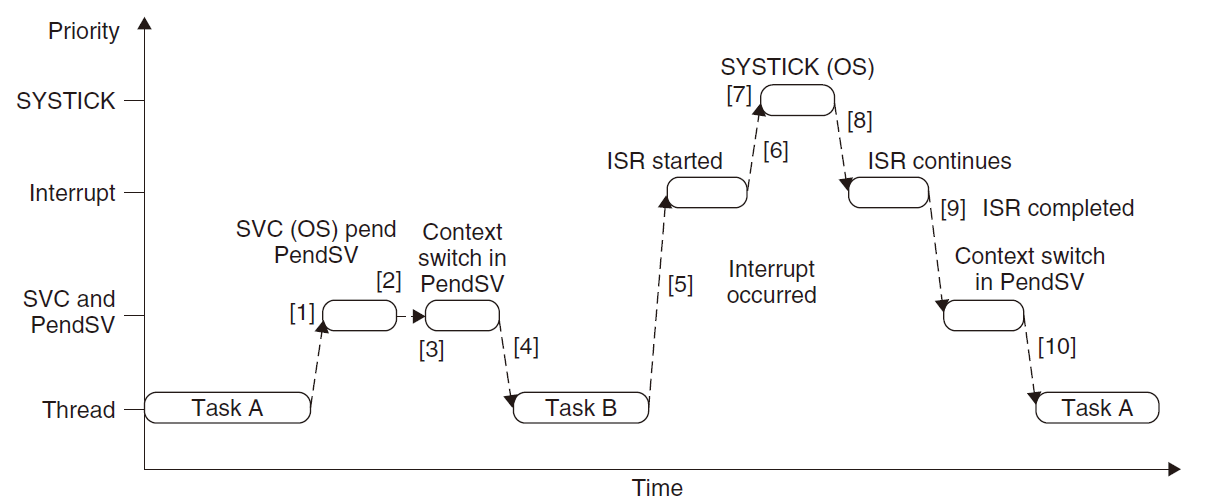 Priority
SYSTICK (OS)
SYSTICK
[7]
[8]
ISR started
[6]
ISR continues
Interrupt
[9] ISR completed
SVC (OS) pend
PendSV
Context
switch in
PendSV
[2]
Interrupt
occurred
[5]
Context switch
in PendSV
SVC and
PendSV
[1]
[3]
[4]
[10]
Thread
Task A
Task B
Task A
Time